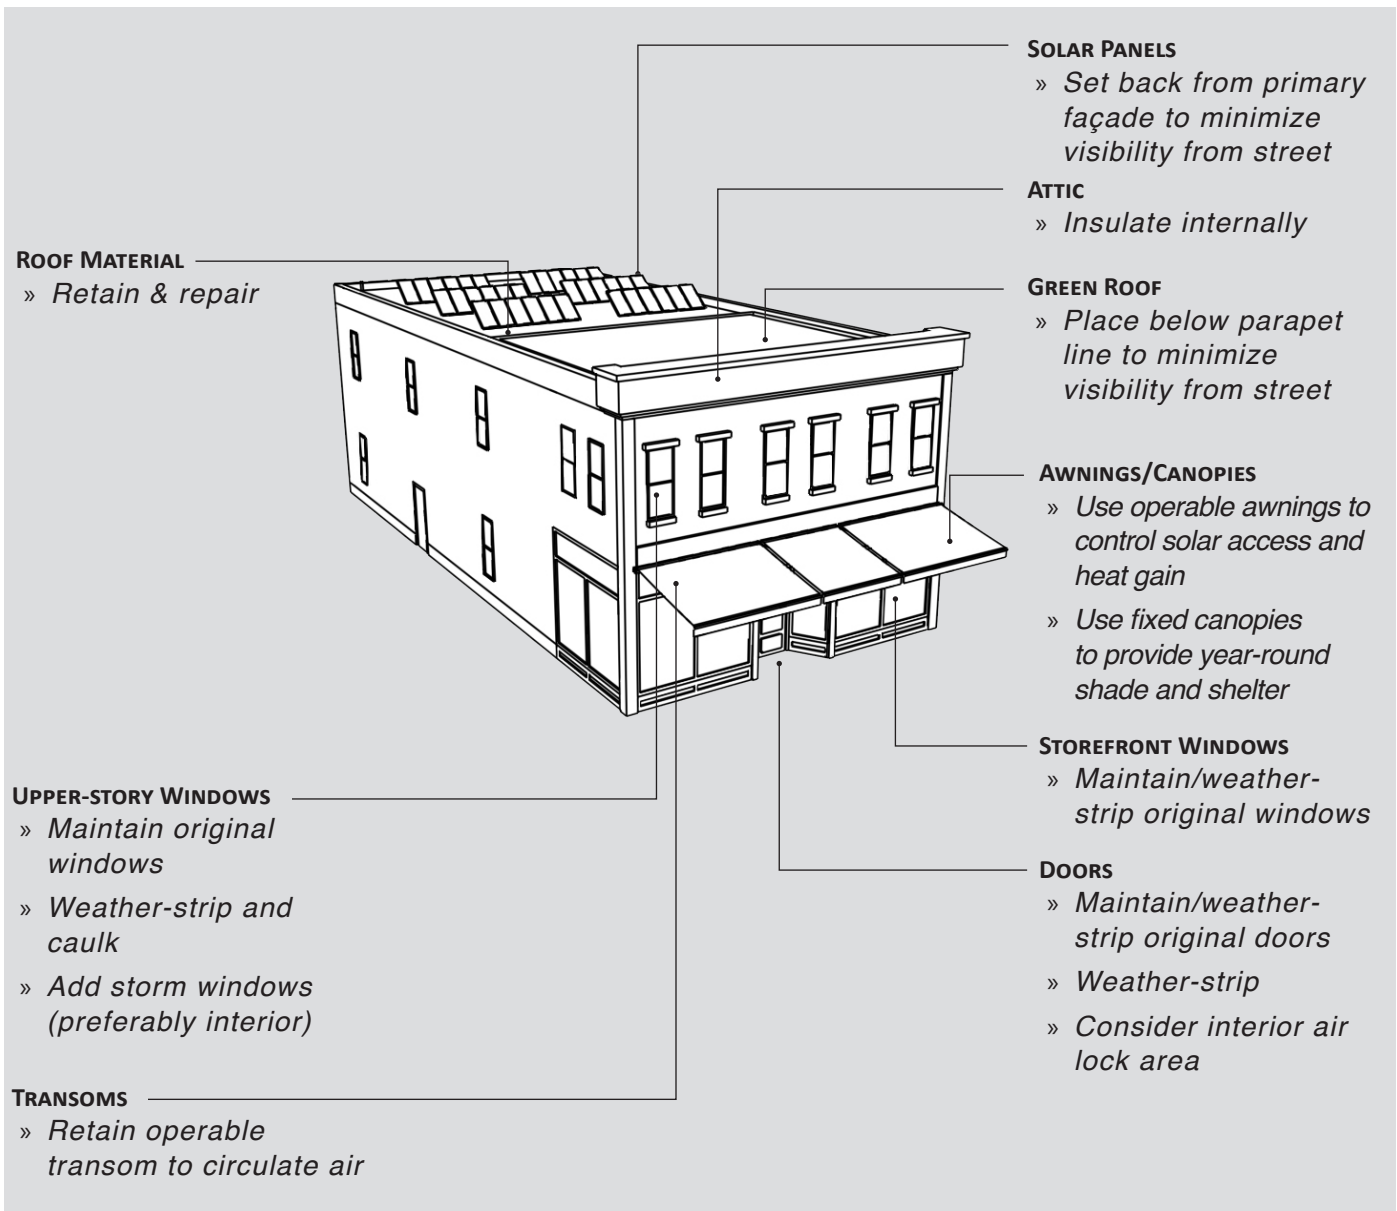 SOLAR PANELS
» Set back from primary
façade to minimize
visibility from street
ATTIC
» Insulate internally
ROOF MATERIAL
» Retain & repair
GREEN ROOF
» Place below parapet
line to minimize
visibility from street
AWNINGS/CANOPIES
» Use operable awnings to
control solar access and
heat gain
» Use fixed canopies
to provide year-round
shade and shelter
STOREFRONT WINDOWS
» Maintain/weather-
strip original windows
UPPER-STORY WINDOWS
» Maintain original
windows
» Weather-strip and
caulk
» Add storm windows
(preferably interior)
DOORS
» Maintain/weather-
strip original doors
» Weather-strip
» Consider interior air
lock area
TRANSOMS
» Retain operable
transom to circulate air